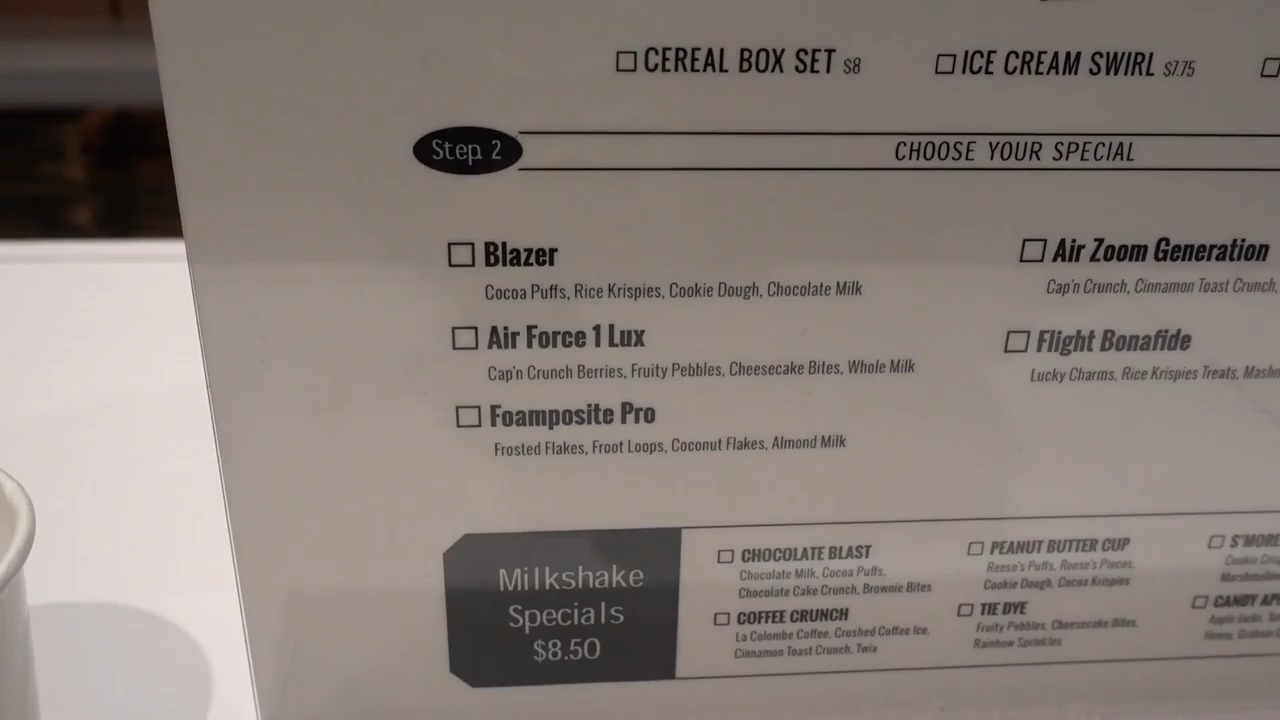 CEREAL BOX SET $8
ICE CREAM SWIRL $7.75
Step 2
CHOOSE YOUR SPECIAL
Blazer
Cocoa Puffs, Rice Krispies, Cookie Dough, Chocolate Milk
Air Force 1 Lux
Cap'n Crunch Berries, Fruity Pebbles, Cheesecake Bites, Whole Milk
Foamposite Pro
Frosted Flakes, Froot Loops, Coconut Flakes, Almond Milk
Air Zoom Generation
Cap'n Crunch, Cinnamon Toast Crunch,
Flight Bonafide
Lucky Charms, Rice Krispies Treats,
Milkshake
Specials
$8.50
CHOCOLATE BLAST
Chocolate Milk, Cocoa Puffs,
Chocolate Cake Crunch, Brownie Bites
COFFEE CRUNCH
La Colombe Coffee, Crushed Coffee Ice,
Cinnamon Toast Crunch, Twix
PEANUT BUTTER CUP
Reese's Puffs, Reese's Pieces,
Cookie Dough, Cocoa Krispies
TIE DYE
Fruity Pebbles, Cheesecake Bites,
Rainbow Sprinkles
S'MORE
Cookie
CANDY
Apple Jacks,
Honey, Graham